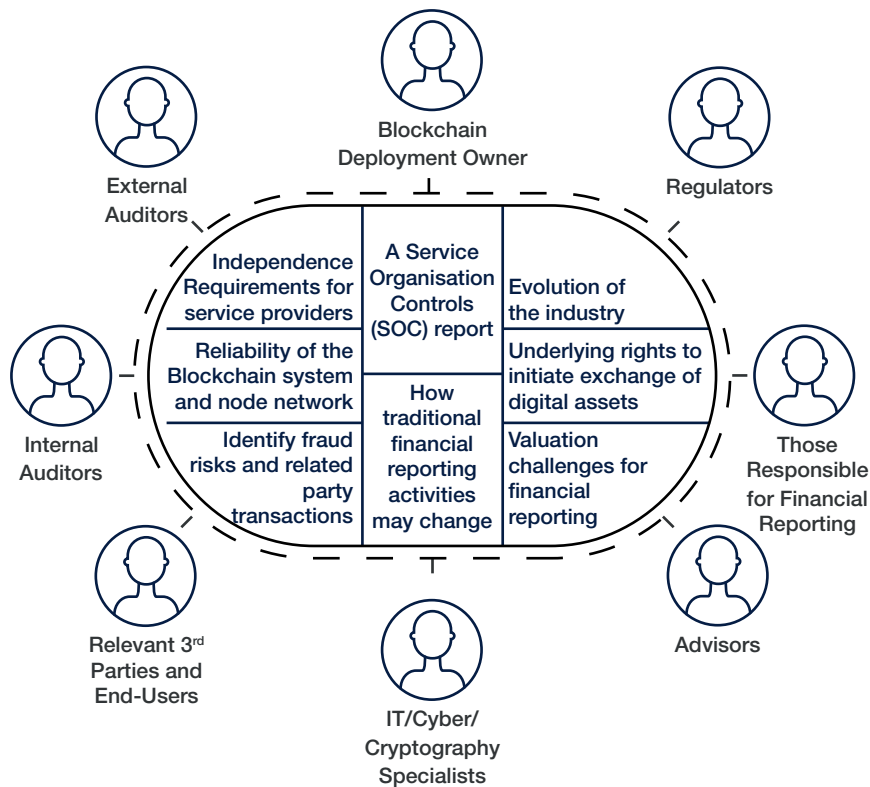 Blockchain
Deployment Owner
External
Auditors
Regulators
Independence
Requirements for
service providers
A Service
Organisation
Controls
(SOC) report
Evolution of
the industry
Reliability of the
Blockchain system
and node network
Underlying rights to
initiate exchange of
digital assets
Identify fraud
risks and related
party
transactions
How
traditional
financial
reporting
activities
may change
Valuation
challenges for
financial
reporting
Internal
Auditors
Those
Responsible
for Financial
Reporting
Relevant 3rd
Parties and
End-Users
IT/Cyber/
Cryptography
Specialists
Advisors